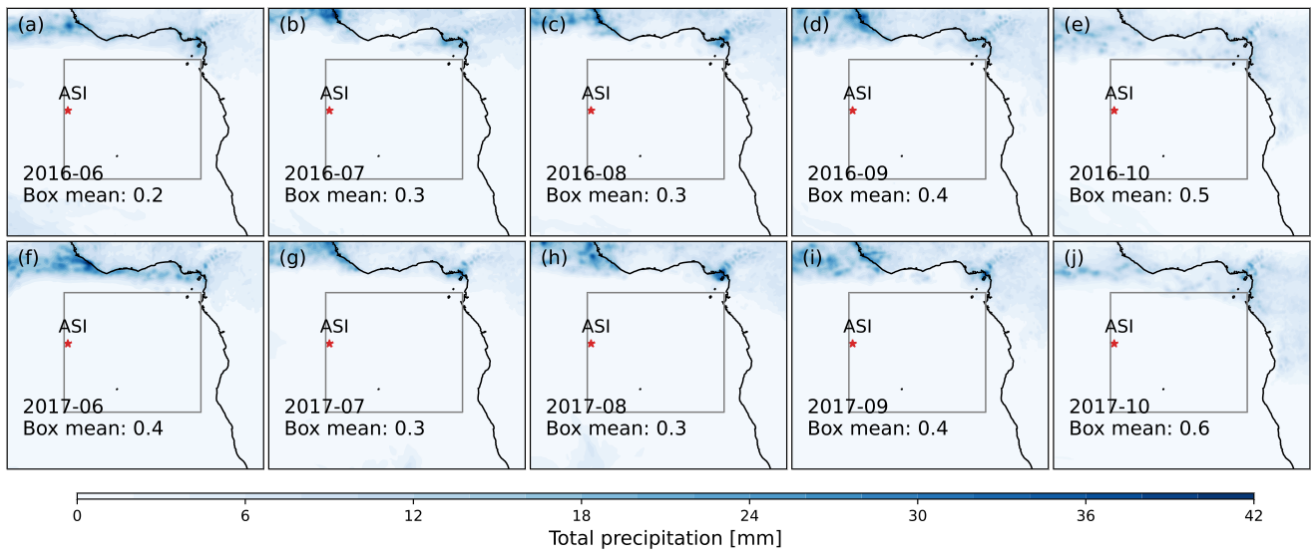 (a)
ASI
2016-06
Box mean: 0.2
(b)
ASI
2016-07
Box mean: 0.3
(c)
ASI
2016-08
Box mean: 0.3
(d)
ASI
2016-09
Box mean: 0.4
(e)
ASI
2016-10
Box mean: 0.5
(f)
ASI
2017-06
Box mean: 0.4
(g)
ASI
2017-07
Box mean: 0.3
(h)
ASI
2017-08
Box mean: 0.3
(i)
ASI
2017-09
Box mean: 0.4
(j)
ASI
2017-10
Box mean: 0.6
0 6 12 18 24 30 36 42
Total precipitation [mm]